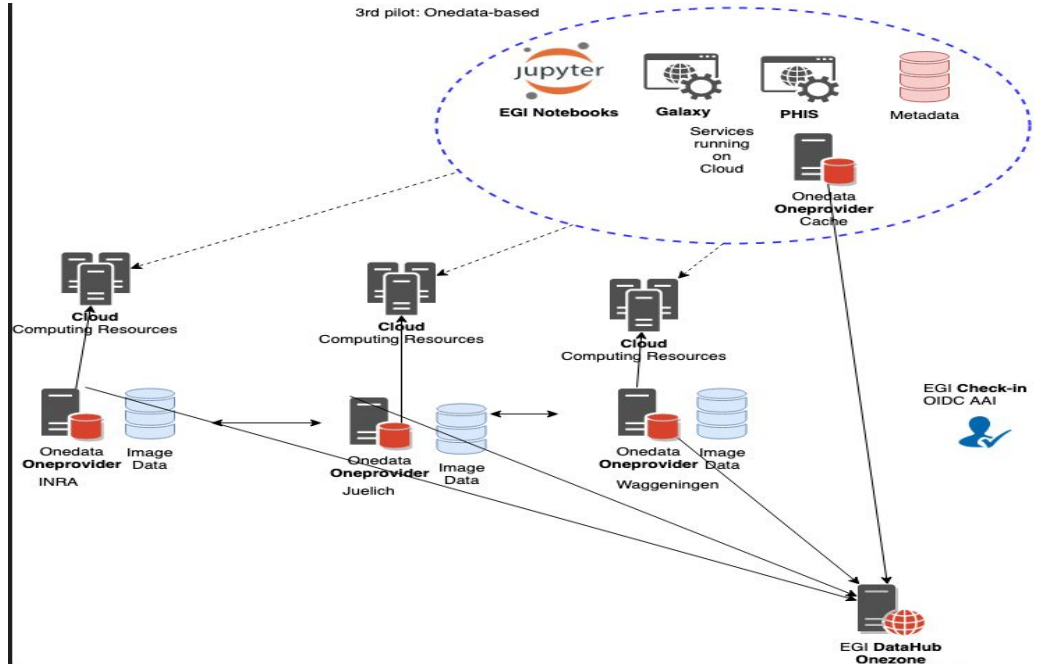 3rd pilot: Onedata-based
jupyter
EGI Notebooks
Galaxy
PHIS
Metadata
Services
running
on
Cloud
Onedata
Oneprovider
Cache
Cloud
Computing Resources
Cloud
Computing Resources
Cloud
Computing Resources
EGI Check-in
OIDC AAI
Onedata
Oneprovider
INRA
Image
Data
Onedata
Oneprovider
Juelich
Image
Data
Onedata
Oneprovider
Waggeningen
Image
Data
EGI DataHub
Onezone